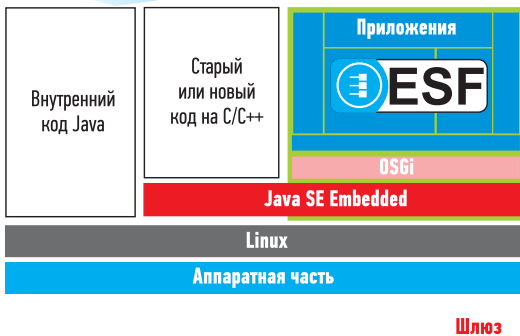 Приложения
ESF
Внутренний
код Java
Старый
или новый
код на C/C++
OSGi
Java SE Embedded
Linux
Аппаратная часть
Шлюз